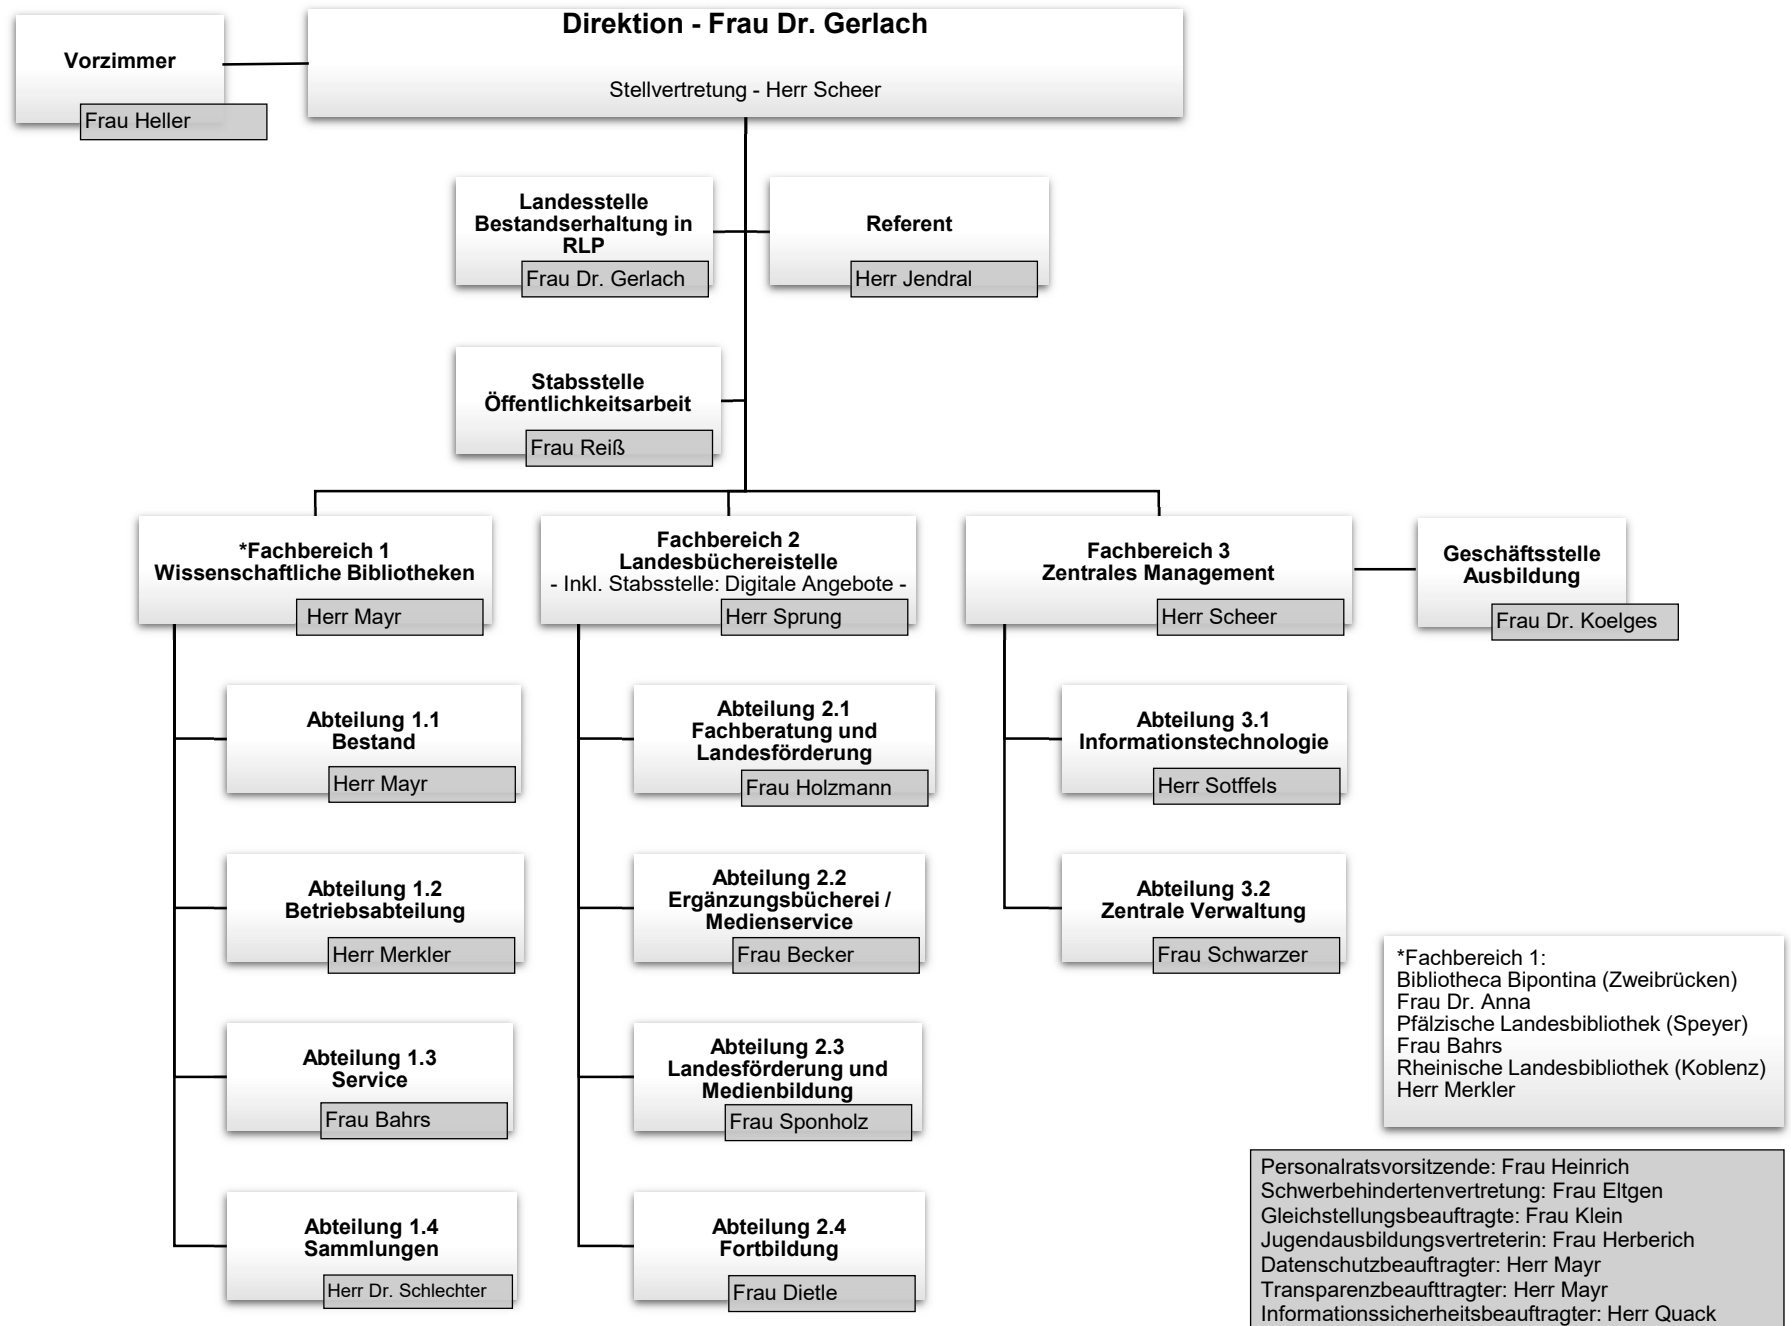 Direktion - Frau Dr. Gerlach
Stellvertretung - Herr Scheer
Vorzimmer
Frau Heller
Landesstelle
Bestandserhaltung in
RLP
Frau Dr. Gerlach
Referent
Herr Jendral
Stabsstelle
Öffentlichkeitsarbeit
Frau Reiß
*Fachbereich 1
Wissenschaftliche Bibliotheken
Herr Mayr
Abteilung 1.1
Bestand
Herr Mayr
Abteilung 1.2
Betriebsabteilung
Herr Merkler
Abteilung 1.3
Service
Frau Bahrs
Abteilung 1.4
Sammlungen
Herr Dr. Schlechter
Fachbereich 2
Landesbüchereistelle
- Inkl. Stabsstelle: Digitale Angebote -
Herr Sprung
Abteilung 2.1
Fachberatung und
Landesförderung
Frau Holzmann
Abteilung 2.2
Ergänzungsbücherei /
Medienservice
Frau Becker
Abteilung 2.3
Landesförderung und
Medienbildung
Frau Sponholz
Abteilung 2.4
Fortbildung
Frau Dietle
Fachbereich 3
Zentrales Management
Herr Scheer
Geschäftsstelle
Ausbildung
Frau Dr. Koelges
Abteilung 3.1
Informationstechnologie
Herr Sotffels
Abteilung 3.2
Zentrale Verwaltung
Frau Schwarzer
*Fachbereich 1:
Bibliotheca Bipontina (Zweibrücken)
Frau Dr. Anna
Pfälzische Landesbibliothek (Speyer)
Frau Bahrs
Rheinische Landesbibliothek (Koblenz)
Herr Merkler
Personalratsvorsitzende: Frau Heinrich
Schwerbehindertenvertretung: Frau Eltgen
Gleichstellungsbeauftragte: Frau Klein
Jugendausbildungsvertreterin: Frau Herberich
Datenschutzbeauftragter: Herr Mayr
Transparenzbeaufttragter: Herr Mayr
Informationssicherheitsbeauftragter: Herr Quack